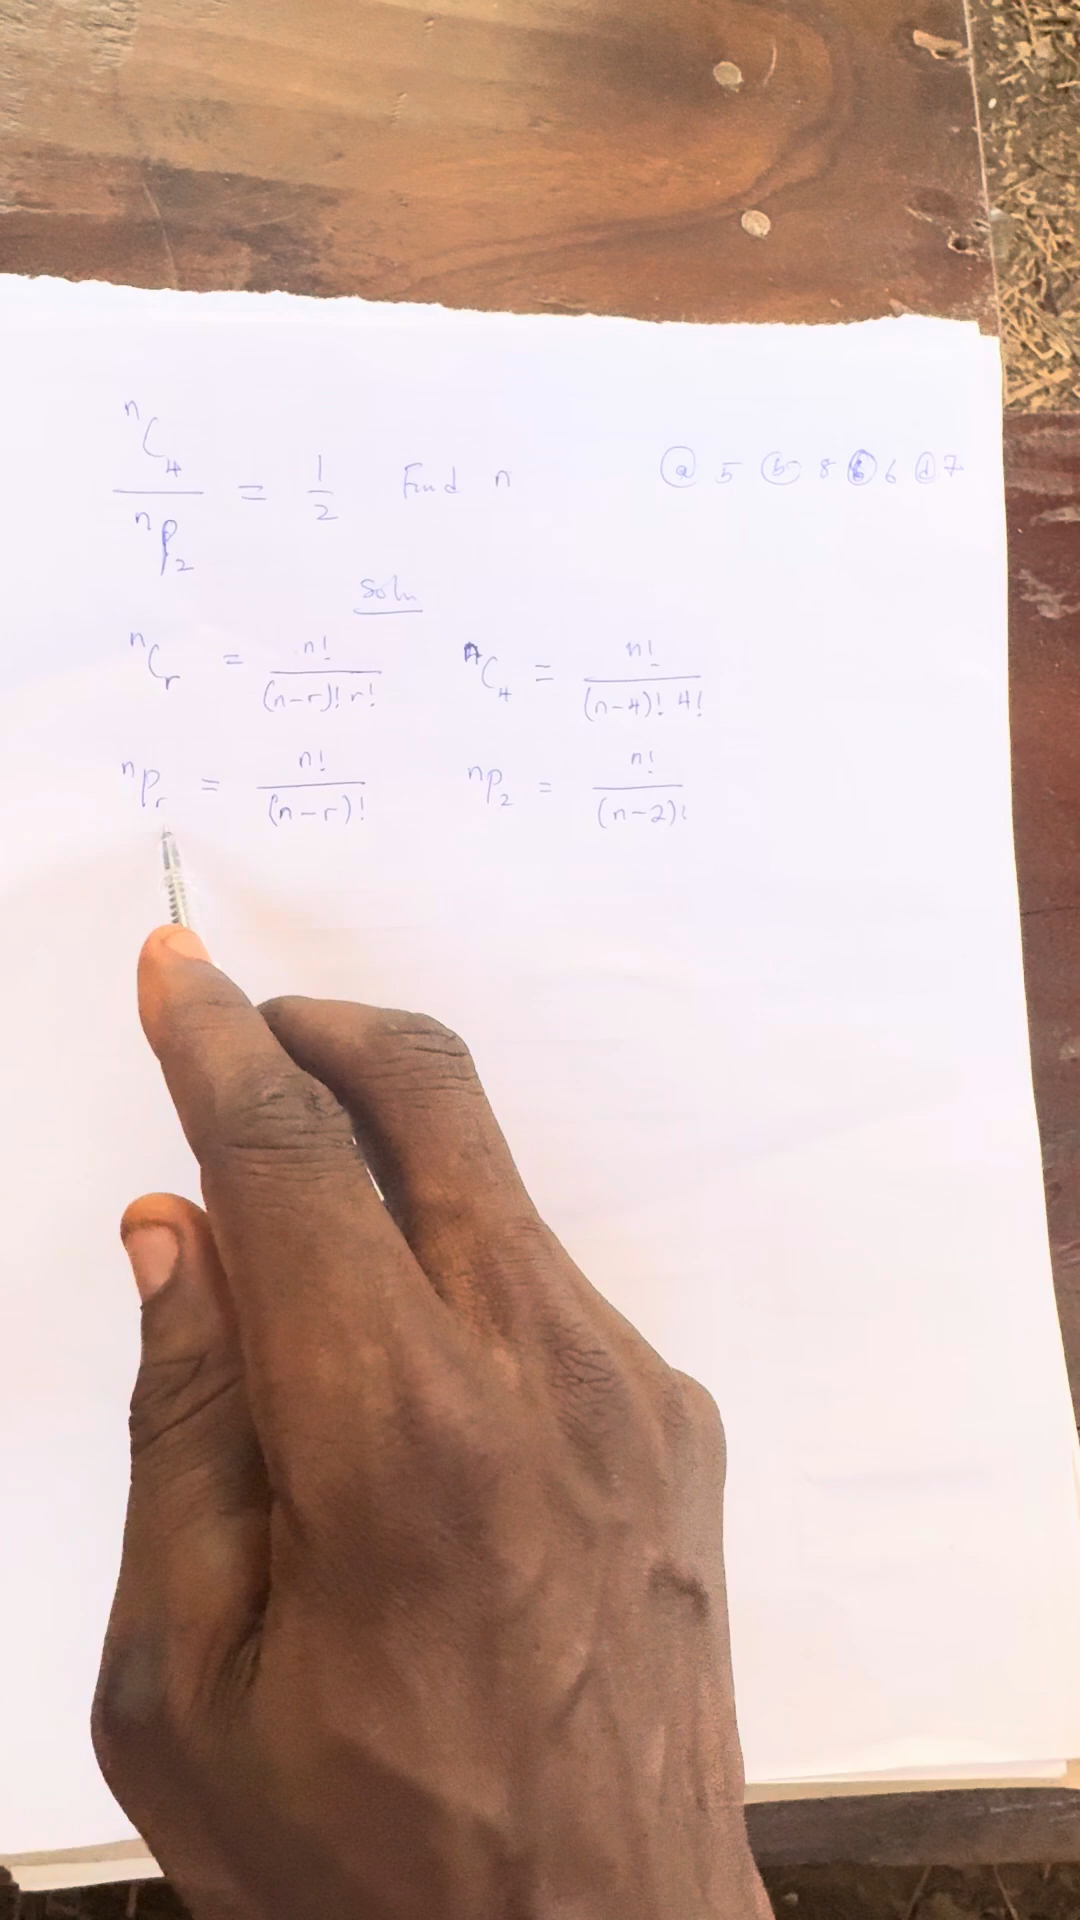 ⁿC₄ / ⁿP₂ = 1/2 Find n (a) 5 (b) 8 (c) 6 (d) 7
Soln
ⁿCᵣ = n! / (n-r)! r! ⁿC₄ = n! / (n-4)! 4!
ⁿPᵣ = n! / (n-r)! ⁿP₂ = n! / (n-2)!